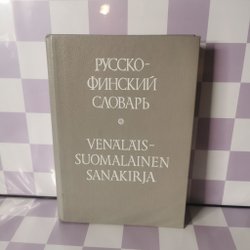 РУССКО-
ФИНСКИЙ
СЛОВАРЬ
VENÄLÄIS-
SUOMALAINEN
SANAKIRJA